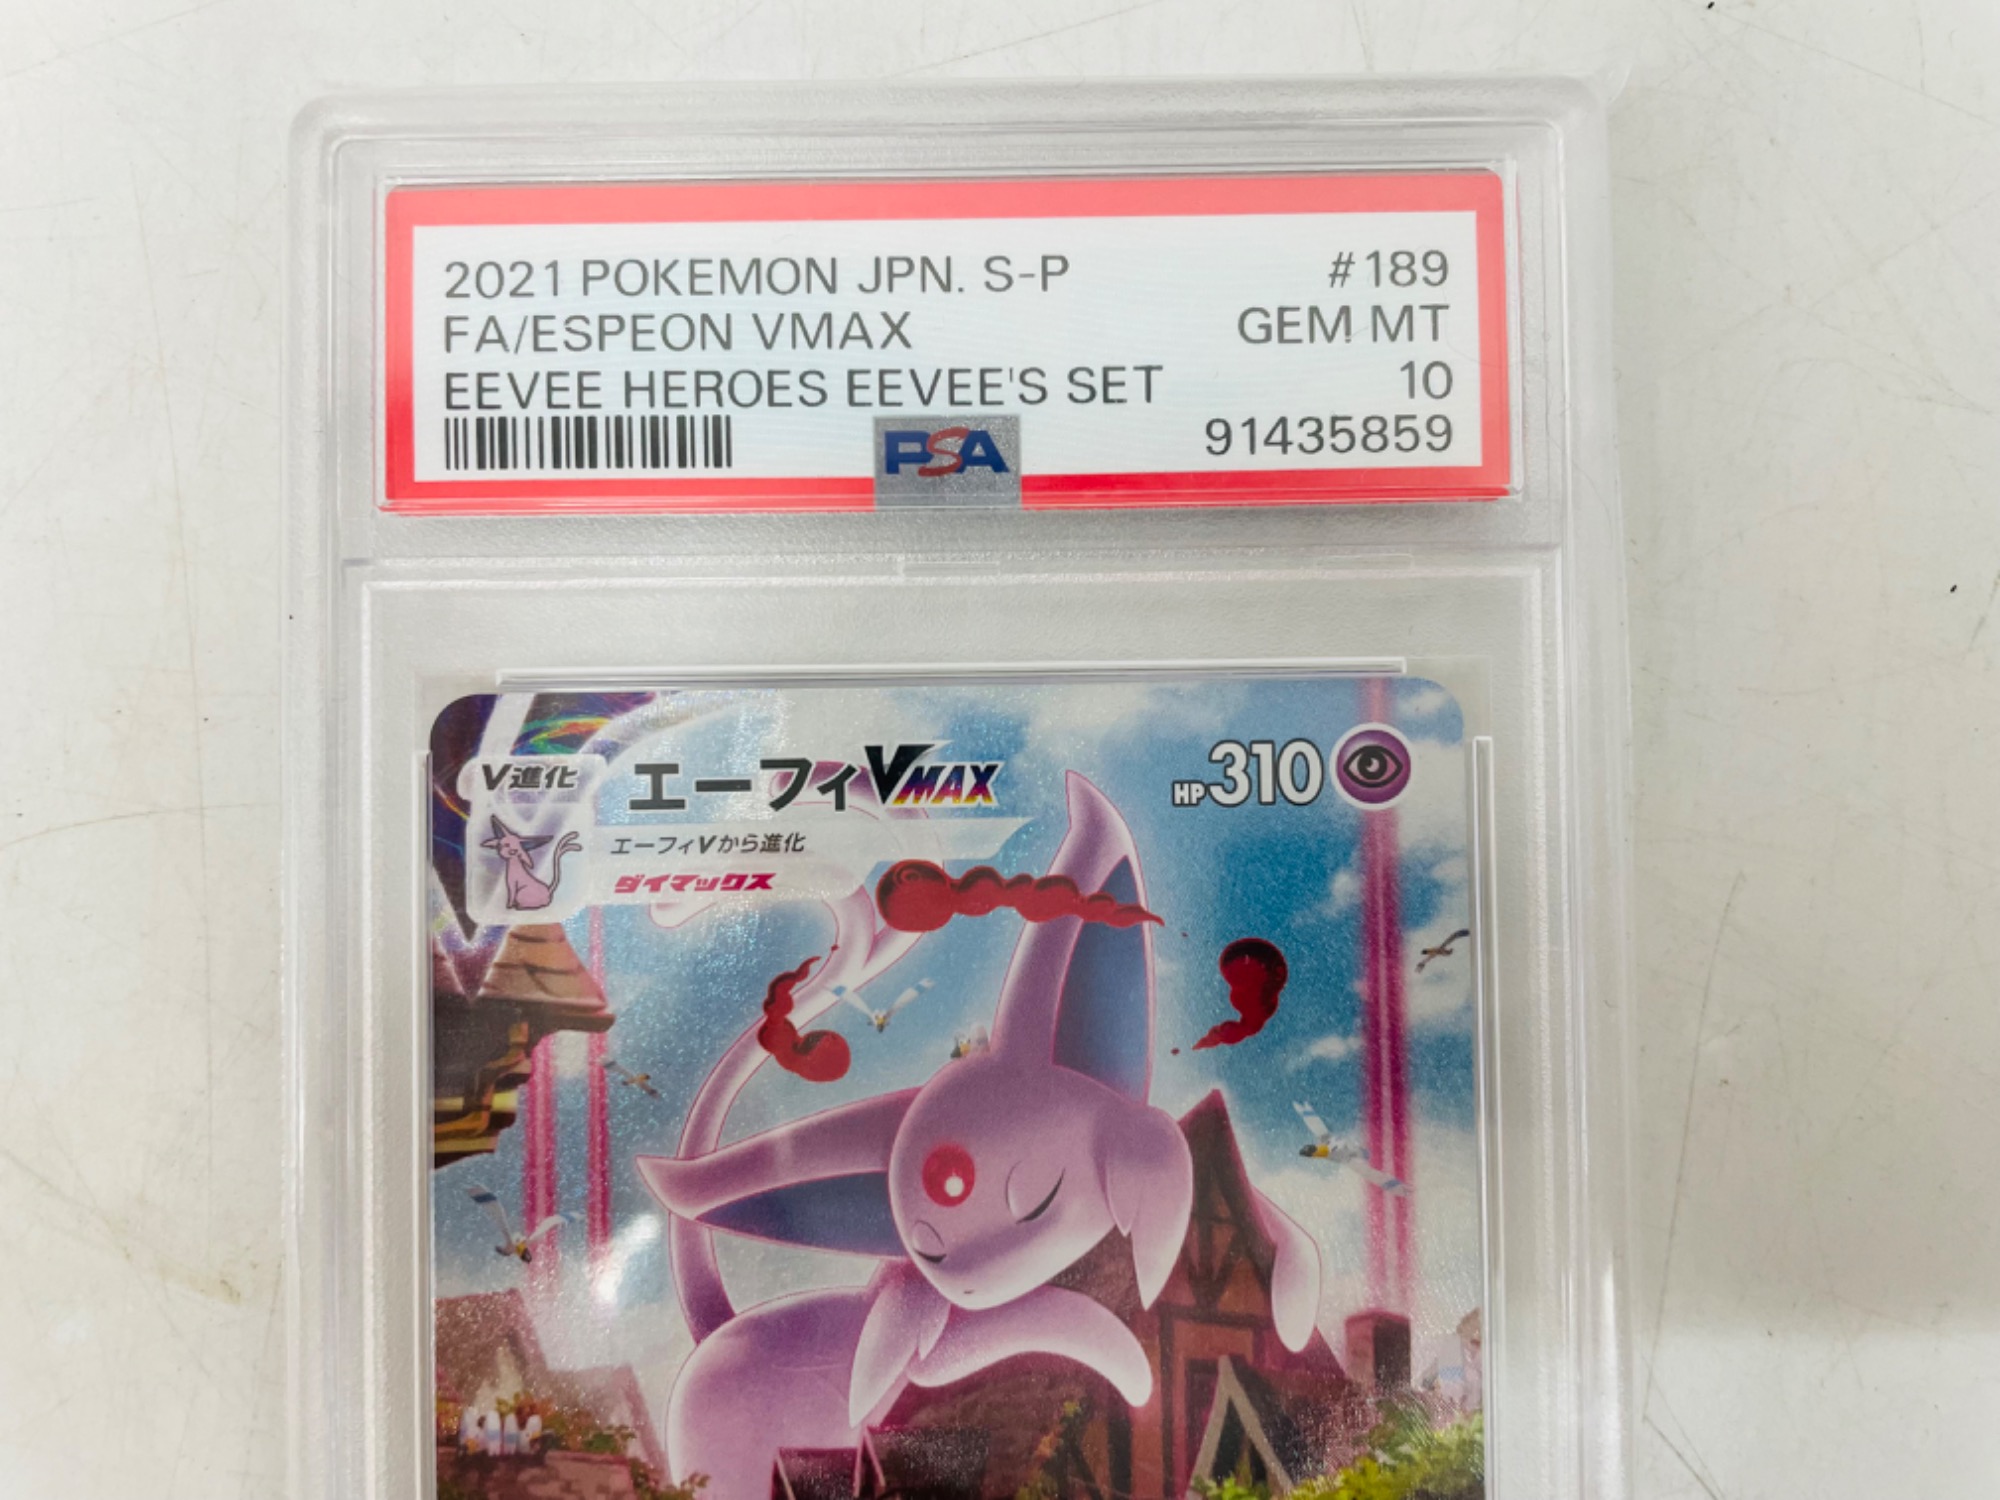 2021 POKEMON JPN. S-P #189
FA/ESPEON VMAX GEM MT
EEVEE HEROES EEVEE'S SET 10
PSA 91435859
V進化 エーフィVMAX HP310
エーフィVから進化
ダイマックス